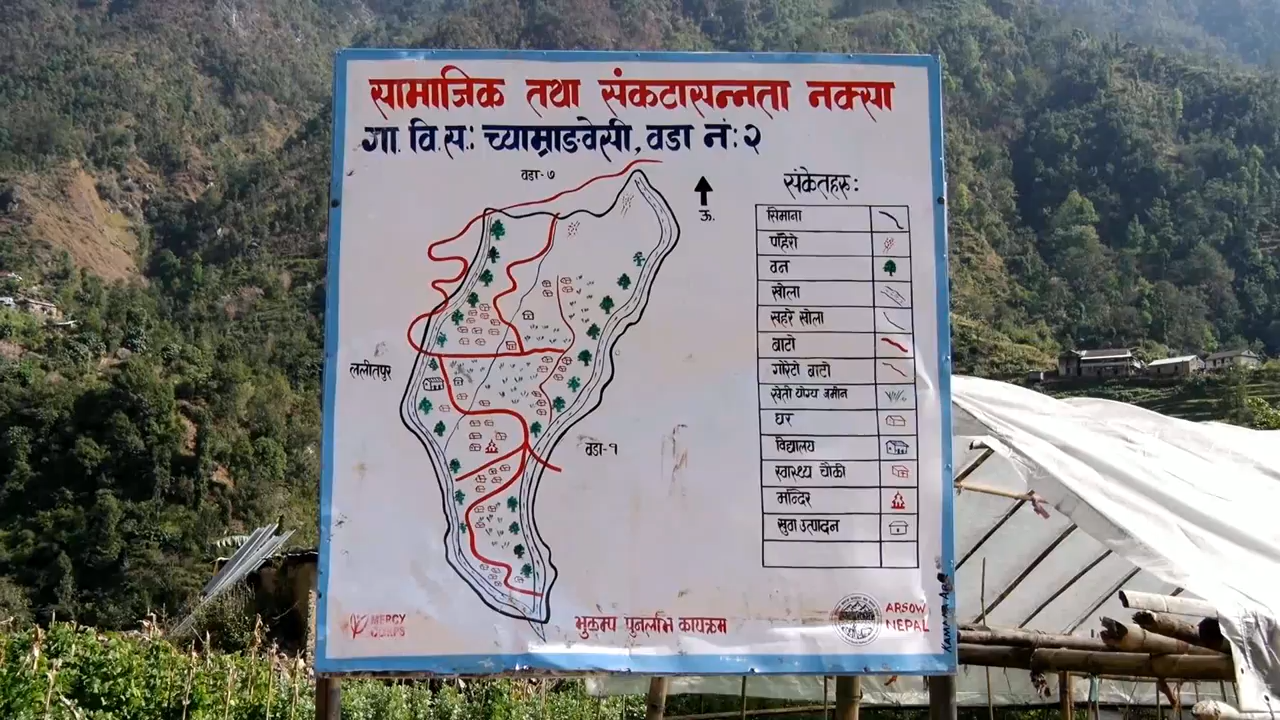 सामाजिक तथा संकटासन्नता नक्सा
गा. वि.स: च्याम्राङवेसी, वडा नं: २
वडा-७
ऊ.
संकेतहरु:
सिमाना
पहिरो
वन
खोला
सहरे खोला
बाटो
गोरेटो बाटो
खेती योग्य जमीन
घर
विद्यालय
स्वास्थ्य चौकी
मन्दिर
सुधा उत्पादन
ललीतपुर
वडा-१
MERCY CORPS
भुकम्प पुनर्लाभ कार्यक्रम
ARSOW NEPAL